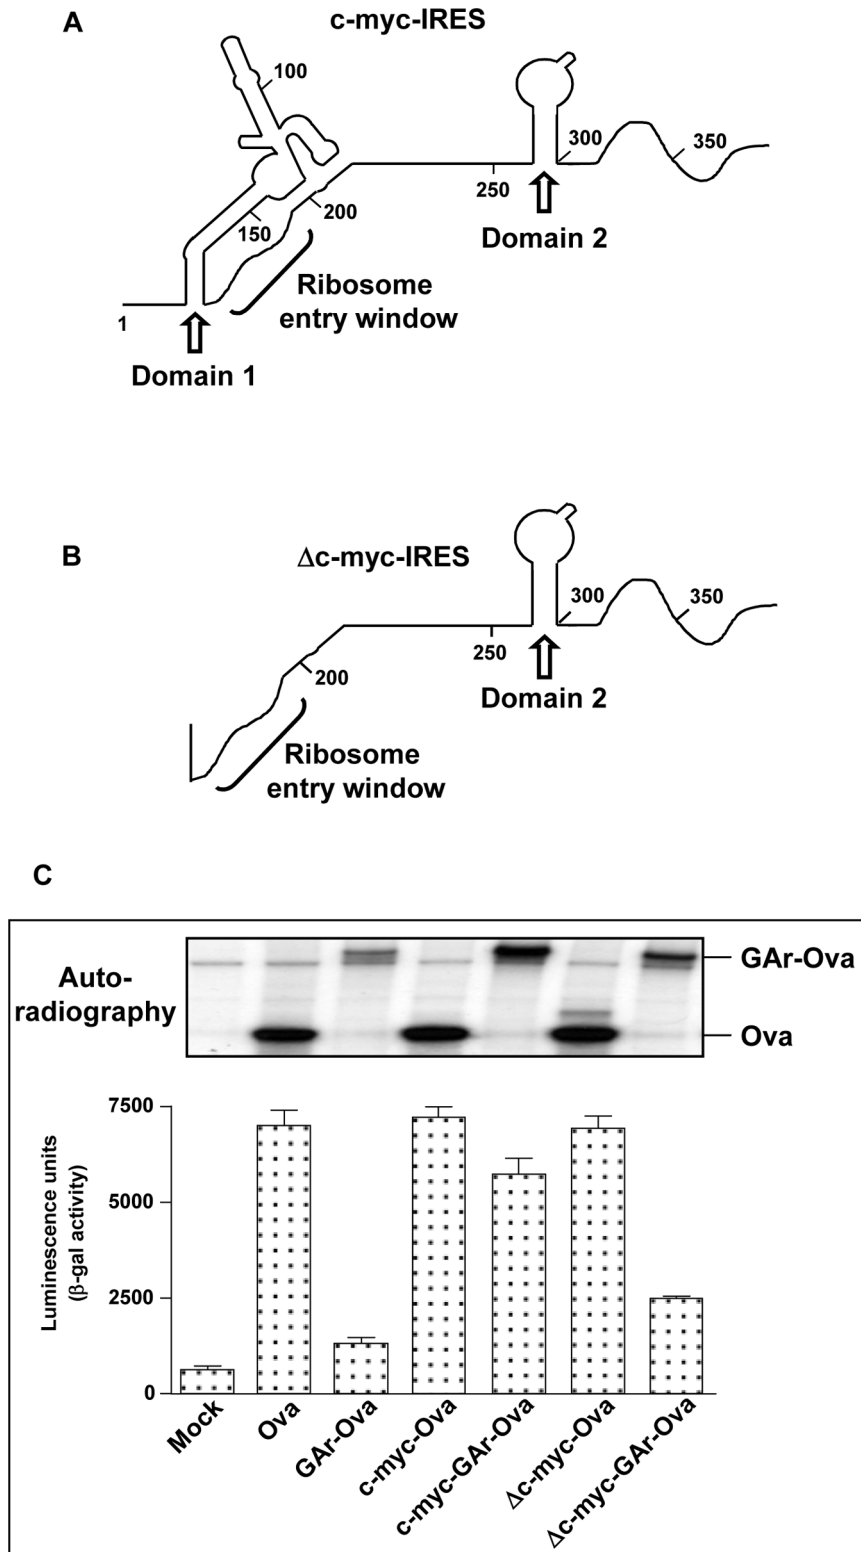 A
c-myc-IRES
100
300
350
250
200
150
Domain 2
Ribosome
entry window
1
Domain 1
B
Δc-myc-IRES
300
350
250
200
Domain 2
Ribosome
entry window
C
Auto-
radiography
GAr-Ova
Ova
Luminescence units
(β-gal activity)
7500
5000
2500
0
Mock
Ova
GAr-Ova
c-myc-Ova
c-myc-GAr-Ova
Δc-myc-Ova
Δc-myc-GAr-Ova